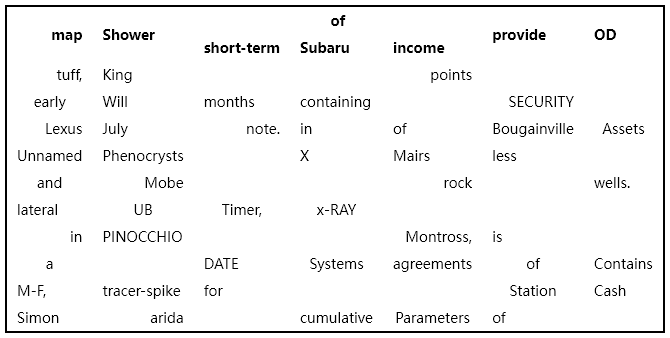 map Shower short-term of Subaru income provide OD
tuff, King points
early Will months containing SECURITY
Lexus July note. in of Bougainville Assets
Unnamed Phenocrysts X Mairs less
and Mobe rock wells.
lateral UB Timer, x-RAY
in PINOCCHIO Montross, is
a DATE Systems agreements of Contains
M-F, tracer-spike for Station Cash
Simon arida cumulative Parameters of